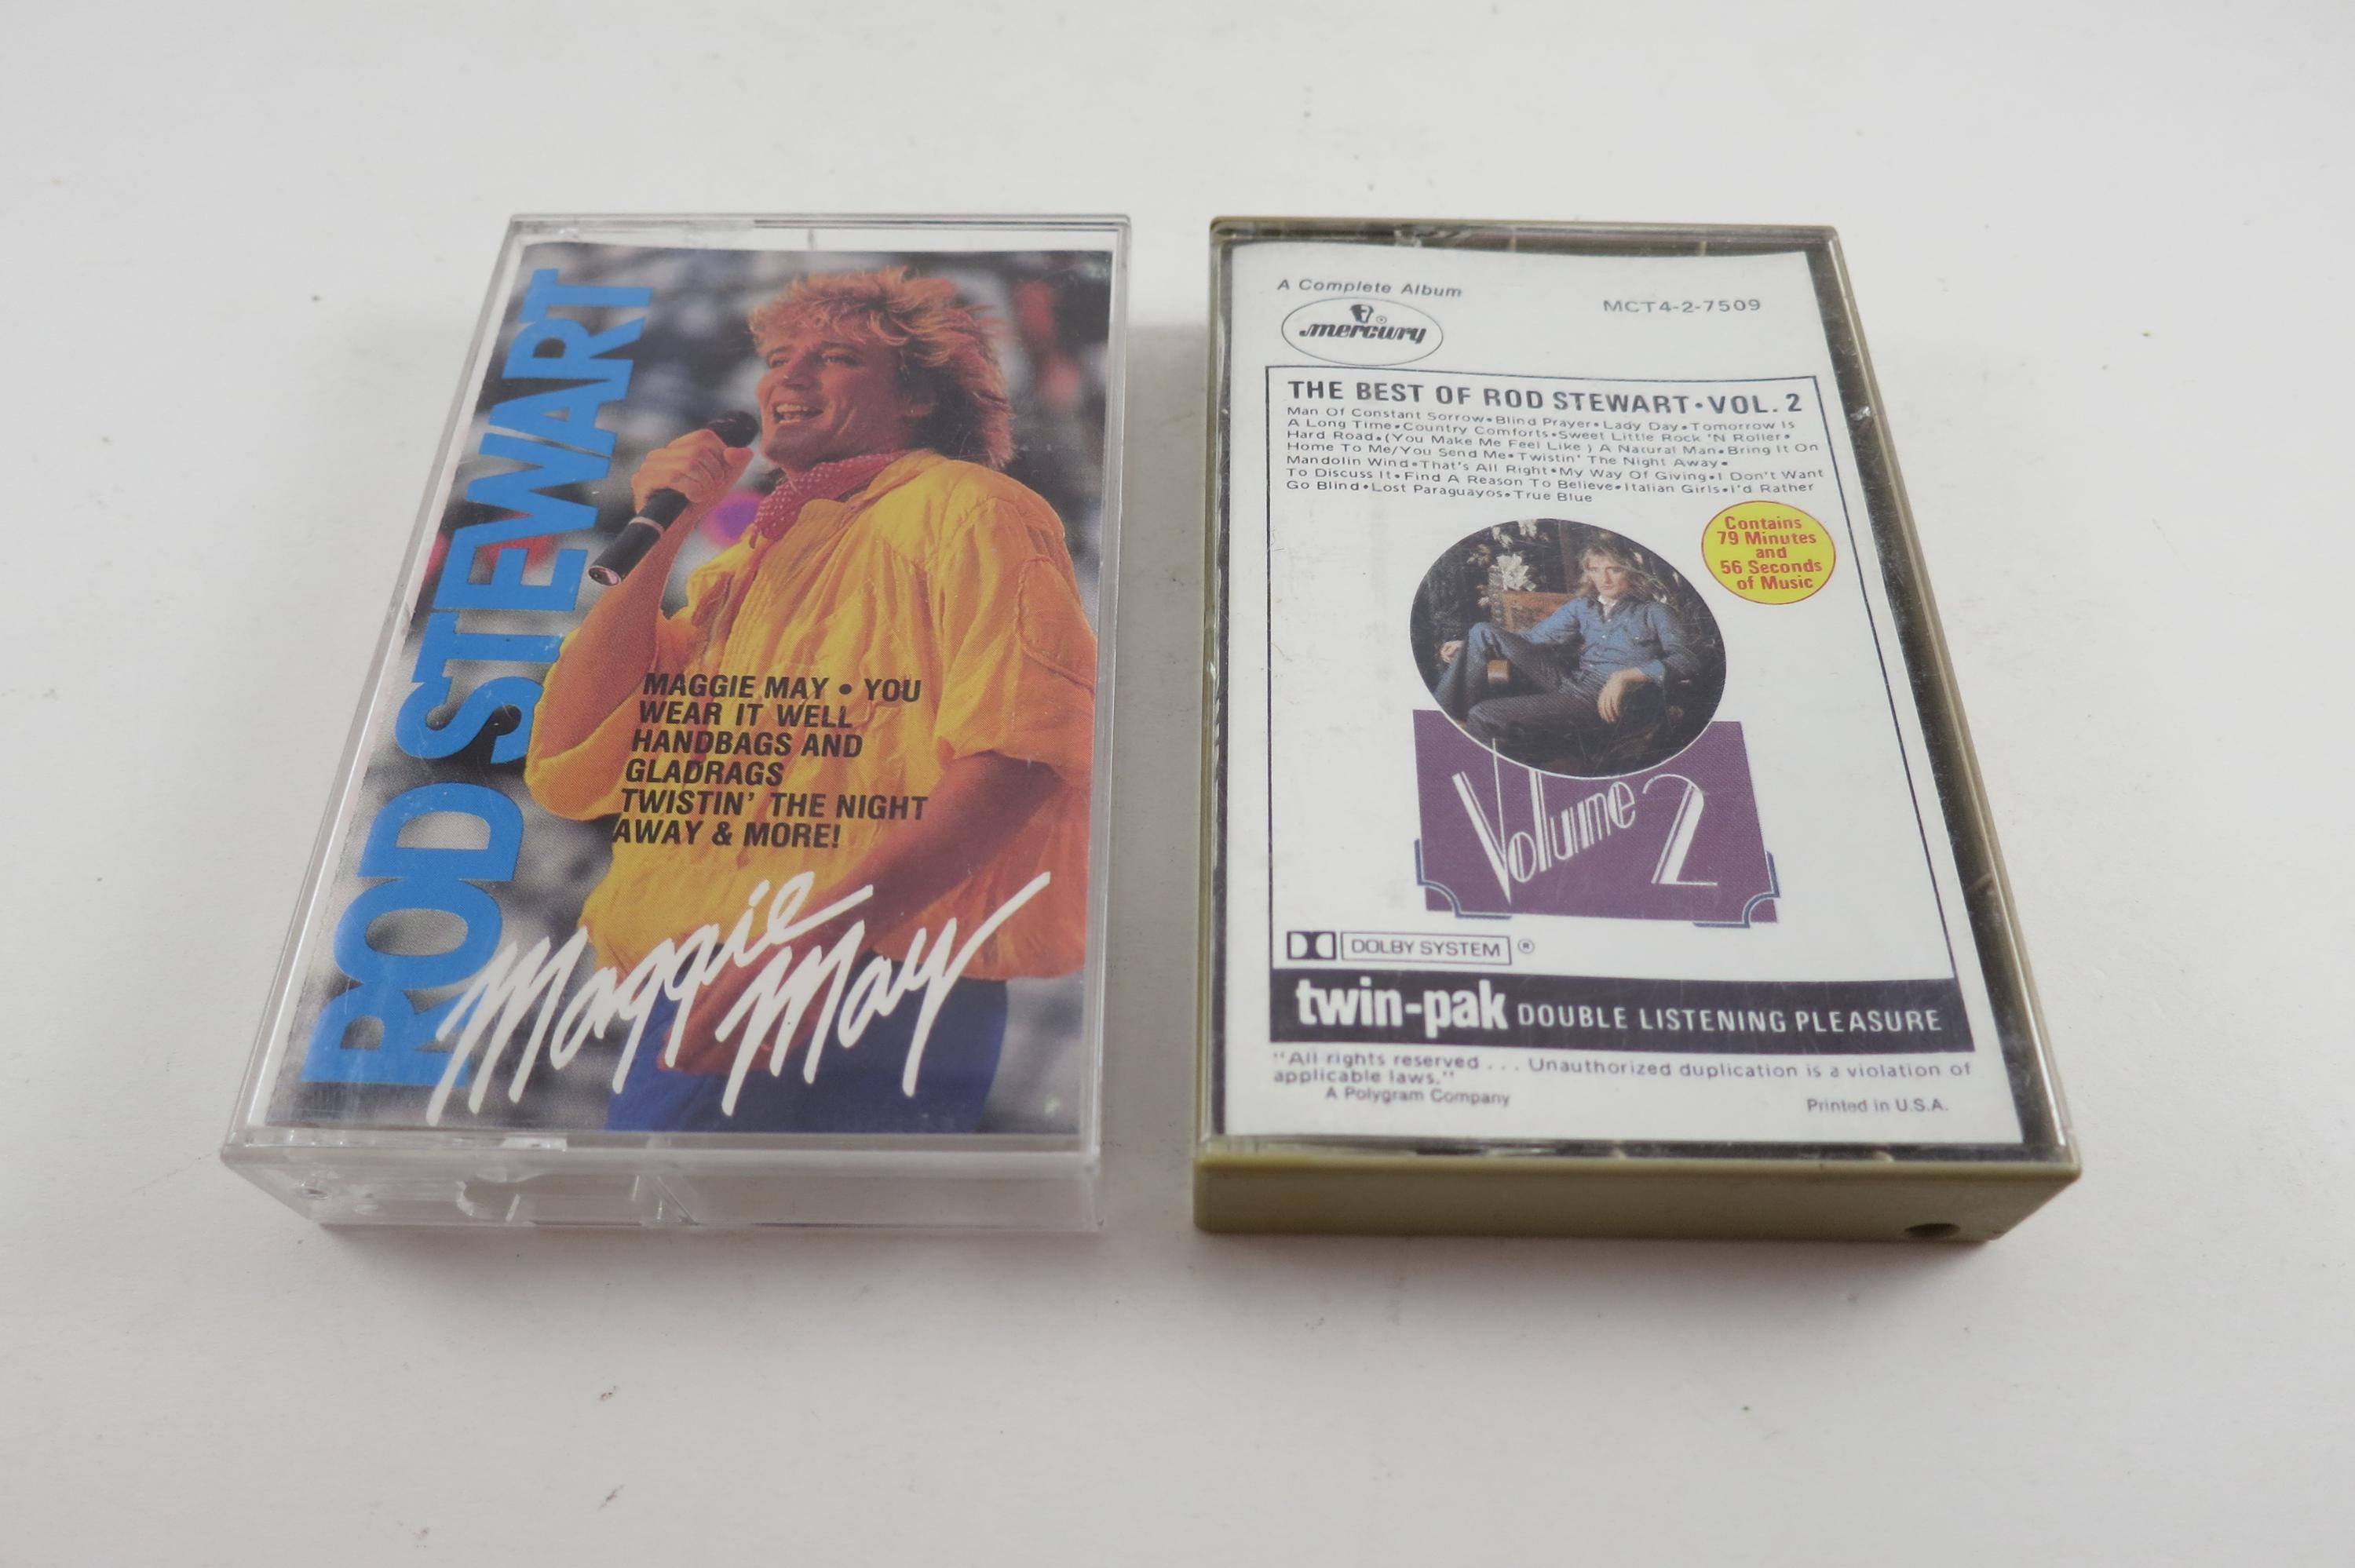 ROD STEWART
MAGGIE MAY • YOU
WEAR IT WELL
HANDBAGS AND
GLADRAGS
TWISTIN' THE NIGHT
AWAY & MORE!
Maggie May
A Complete Album
MCT4-2-7509
mercury ®
THE BEST OF ROD STEWART•VOL. 2
Man Of Constant Sorrow•Blind Prayer•Lady Day•Tomorrow Is
A Long Time•Country Comforts•Sweet Little Rock 'N Roller•
Hard Road•(You Make Me Feel Like) A Natural Man•Bring It On
Home To Me/You Send Me•Twistin' The Night Away•
Mandolin Wind•That's All Right•My Way Of Giving•I Don't Want
To Discuss It•Find A Reason To Believe•Italian Girls•I'd Rather
Go Blind•Lost Paraguayos•True Blue
Contains
79 Minutes
and
56 Seconds
of Music
Volume 2
DOLBY SYSTEM ®
twin-pak DOUBLE LISTENING PLEASURE
"All rights reserved . . . Unauthorized duplication is a violation of
applicable laws."
A Polygram Company
Printed in U.S.A.